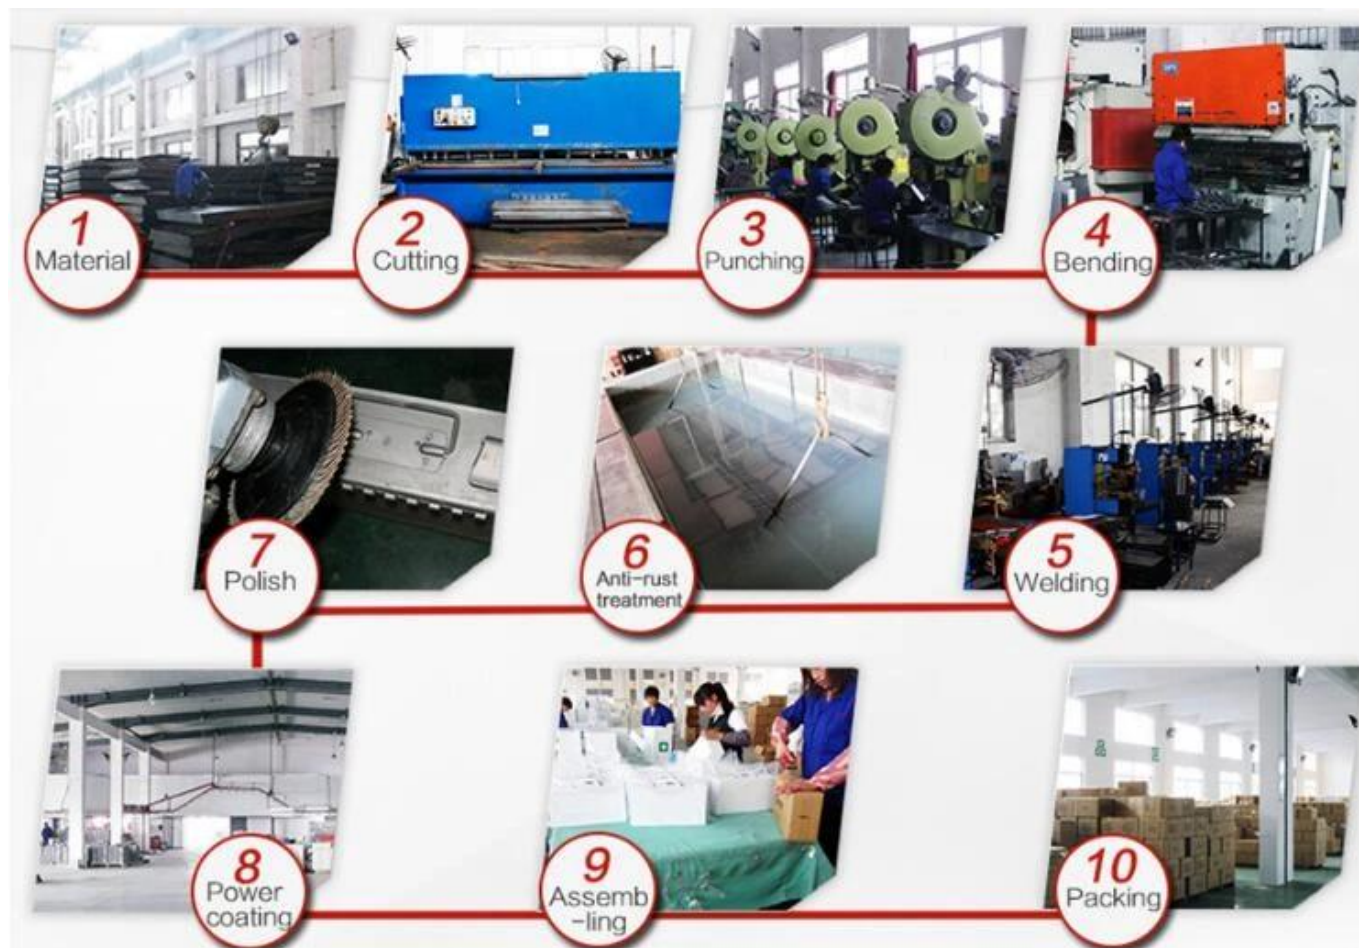 1
Material
2
Cutting
3
Punching
4
Bending
5
Welding
6
Anti-rust
treatment
7
Polish
8
Power
coating
9
Assemb
-ling
10
Packing